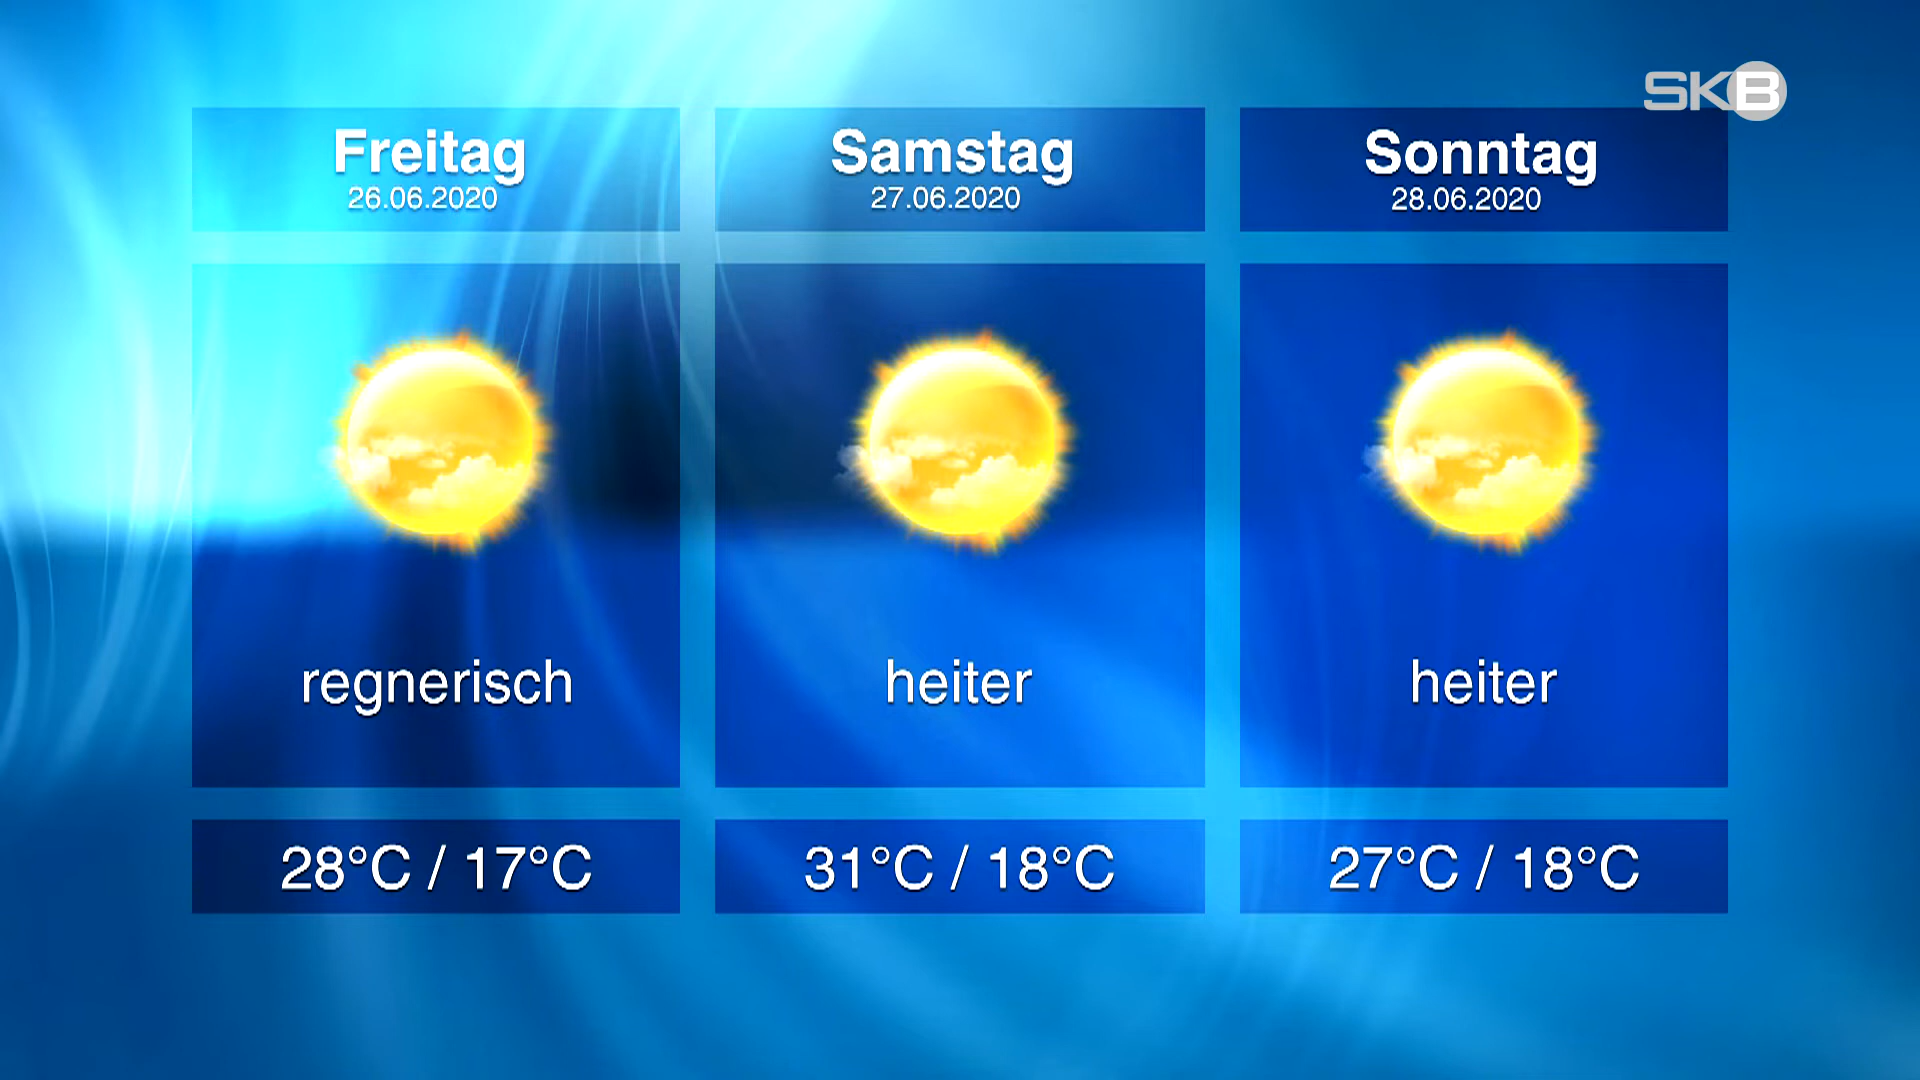 SKB
Freitag
26.06.2020
Samstag
27.06.2020
Sonntag
28.06.2020
regnerisch
heiter
heiter
28°C / 17°C
31°C / 18°C
27°C / 18°C